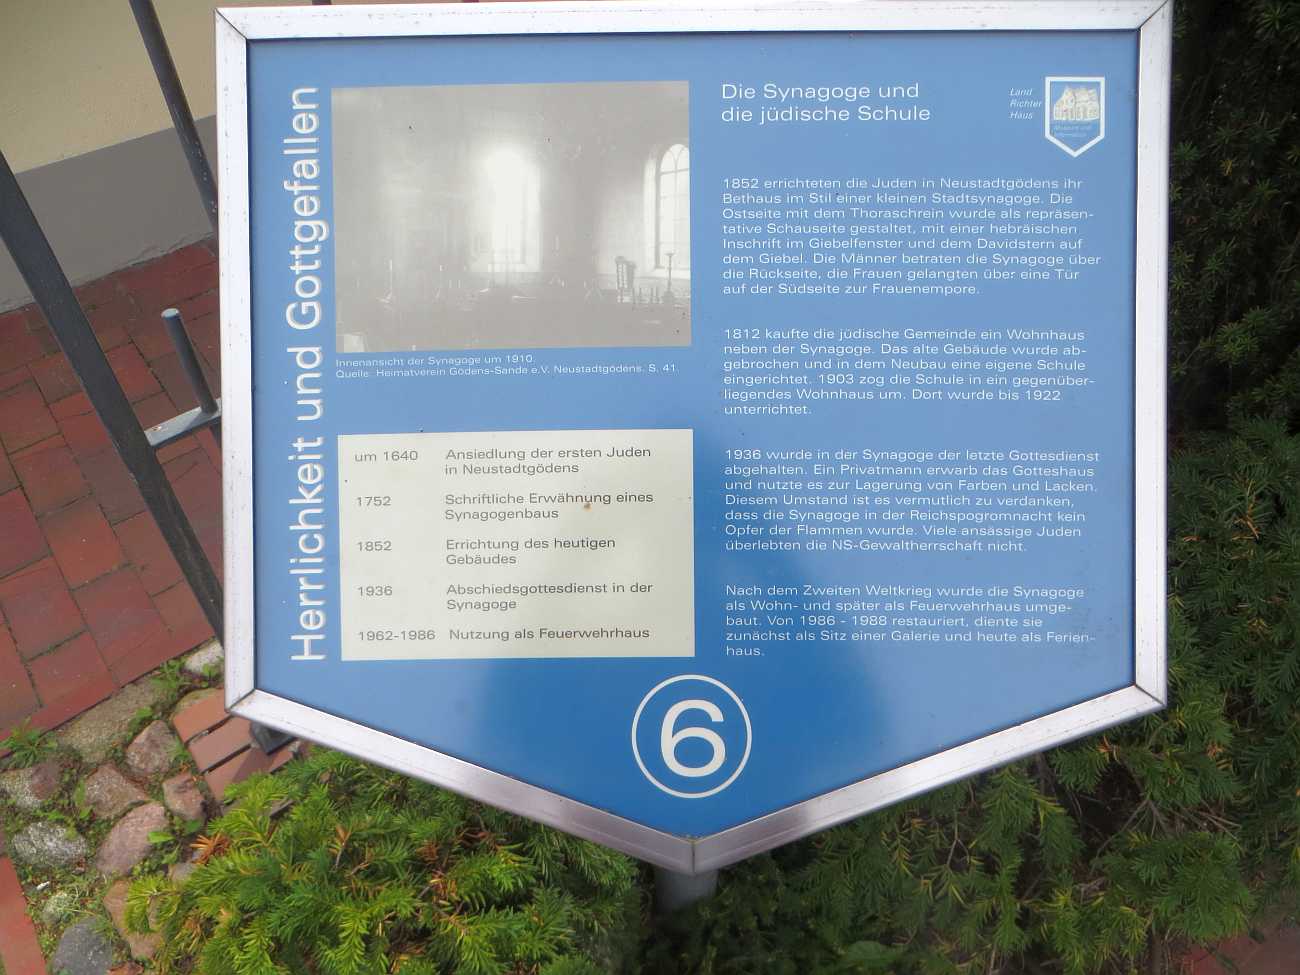 Herrlichkeit und Gottgefallen
Innenansicht der Synagoge um 1910.
Quelle: Heimatverein Gödens-Sande e.V. Neustadtgödens. S. 41.
um 1640 Ansiedlung der ersten Juden
in Neustadtgödens
1752 Schriftliche Erwähnung eines
Synagogenbaus
1852 Errichtung des heutigen
Gebäudes
1936 Abschiedsgottesdienst in der
Synagoge
1962-1986 Nutzung als Feuerwehrhaus
Die Synagoge und
die jüdische Schule
Land
Richter
Haus
Museum und
Information
1852 errichteten die Juden in Neustadtgödens ihr
Bethaus im Stil einer kleinen Stadtsynagoge. Die
Ostseite mit dem Thoraschrein wurde als repräsen-
tative Schauseite gestaltet, mit einer hebräischen
Inschrift im Giebelfenster und dem Davidstern auf
dem Giebel. Die Männer betraten die Synagoge über
die Rückseite, die Frauen gelangten über eine Tür
auf der Südseite zur Frauenempore.
1812 kaufte die jüdische Gemeinde ein Wohnhaus
neben der Synagoge. Das alte Gebäude wurde ab-
gebrochen und in dem Neubau eine eigene Schule
eingerichtet. 1903 zog die Schule in ein gegenüber-
liegendes Wohnhaus um. Dort wurde bis 1922
unterrichtet.
1936 wurde in der Synagoge der letzte Gottesdienst
abgehalten. Ein Privatmann erwarb das Gotteshaus
und nutzte es zur Lagerung von Farben und Lacken.
Diesem Umstand ist es vermutlich zu verdanken,
dass die Synagoge in der Reichspogromnacht kein
Opfer der Flammen wurde. Viele ansässige Juden
überlebten die NS-Gewaltherrschaft nicht.
Nach dem Zweiten Weltkrieg wurde die Synagoge
als Wohn- und später als Feuerwehrhaus umge-
baut. Von 1986 - 1988 restauriert, diente sie
zunächst als Sitz einer Galerie und heute als Ferien-
haus.
6